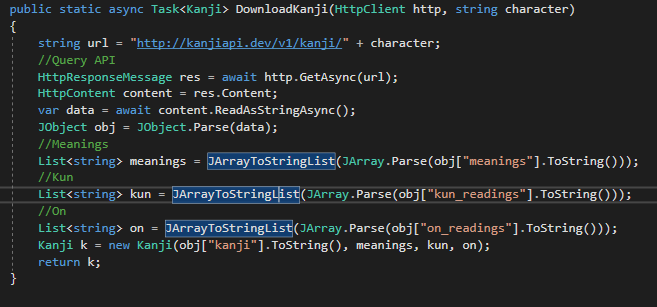 public static async Task<Kanji> DownloadKanji(HttpClient http, string character)
{
string url = "http://kanjiapi.dev/v1/kanji/" + character;
//Query API
HttpResponseMessage res = await http.GetAsync(url);
HttpContent content = res.Content;
var data = await content.ReadAsStringAsync();
JObject obj = JObject.Parse(data);
//Meanings
List<string> meanings = JArrayToStringList(JArray.Parse(obj["meanings"].ToString()));
//Kun
List<string> kun = JArrayToStringList(JArray.Parse(obj["kun_readings"].ToString()));
//On
List<string> on = JArrayToStringList(JArray.Parse(obj["on_readings"].ToString()));
Kanji k = new Kanji(obj["kanji"].ToString(), meanings, kun, on);
return k;
}